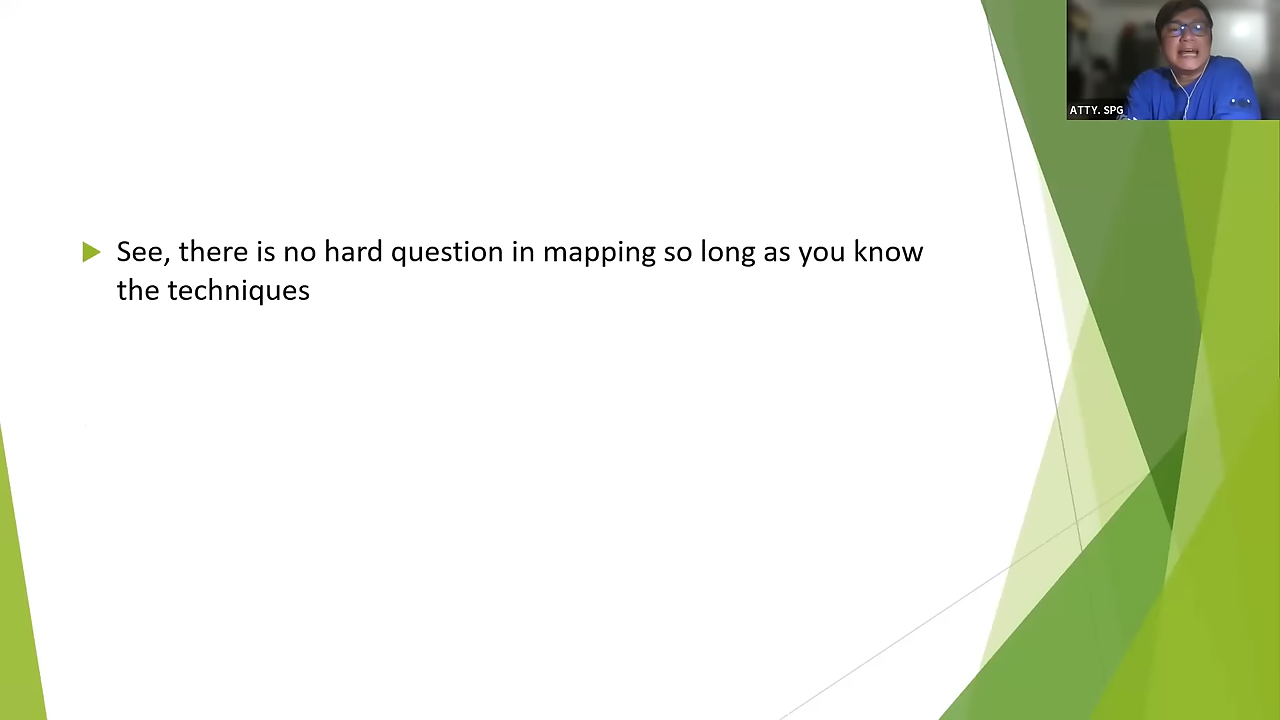 ATTY. SPG
See, there is no hard question in mapping so long as you know
the techniques